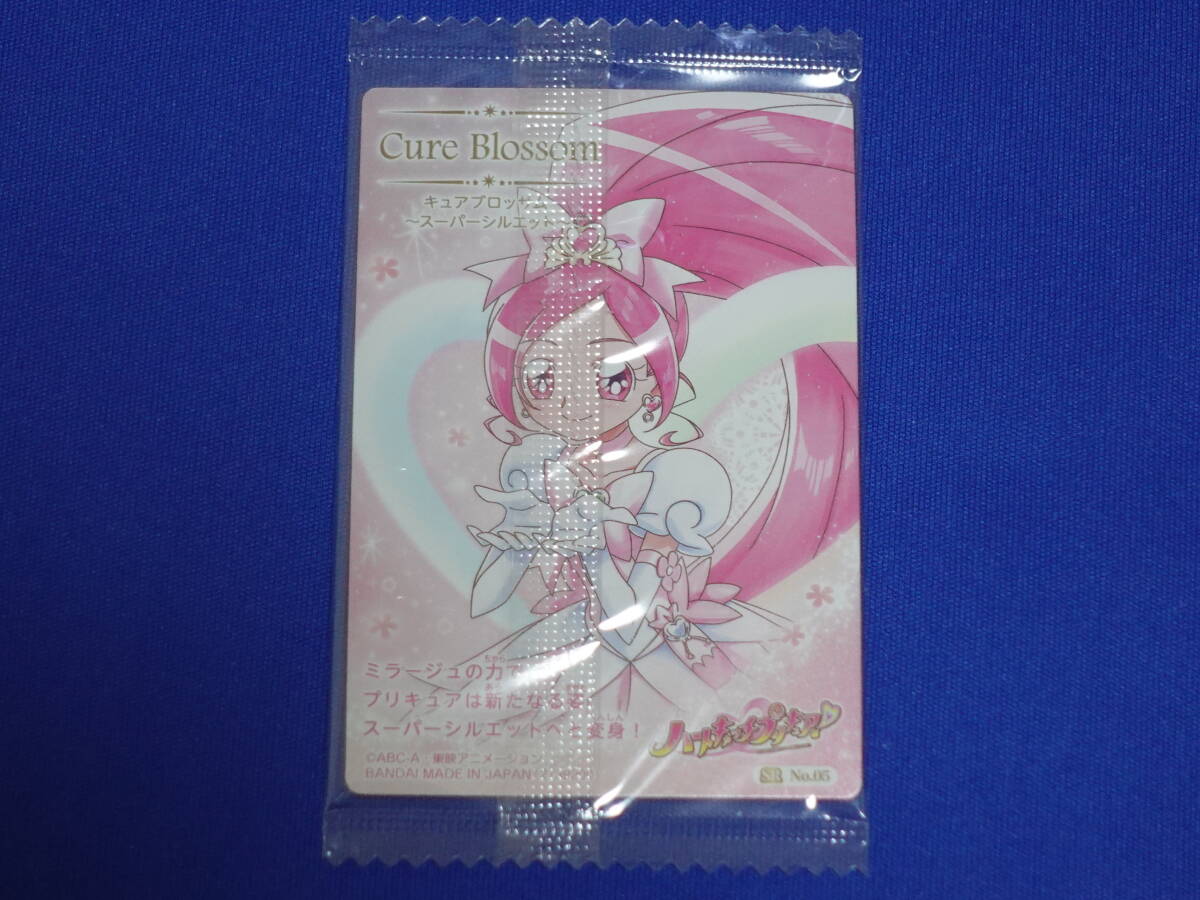 Cure Blossom
キュアブロッサム
～スーパーシルエット
ミラージュの力で
プリキュアは新たなる
スーパーシルエットへと変身！
ハートキャッチプリキュア！
©ABC-A・東映アニメーション
BANDAI MADE IN JAPAN
SR No.05